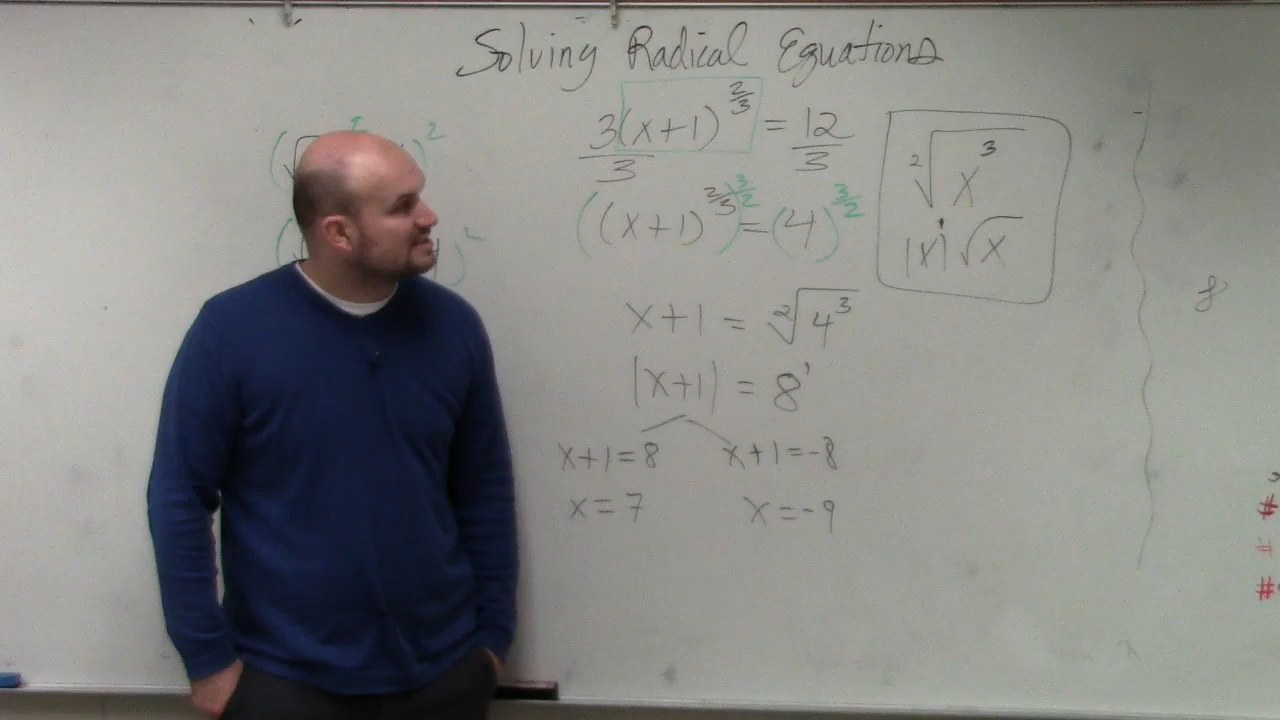 Solving Radical Equations
3(x+1)^(2/3) / 3 = 12 / 3
((x+1)^(2/3))^(3/2) = (4)^(3/2)
x+1 = ²√(4³)
|x+1| = 8'
x+1=8 x+1=-8
x=7 x=-9
²√(x³)
|x| √x